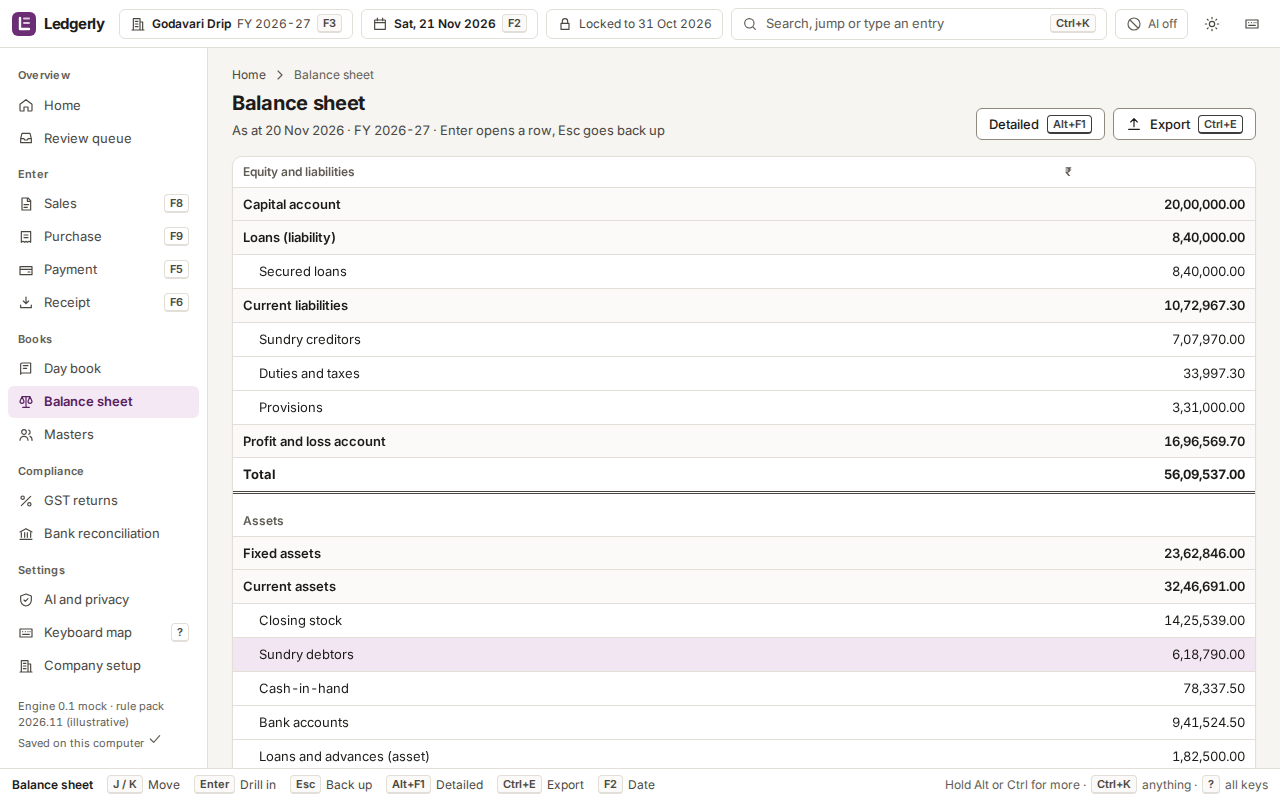 Ledgerly
Godavari Drip FY 2026-27 F3
Sat, 21 Nov 2026 F2
Locked to 31 Oct 2026
Search, jump or type an entry Ctrl+K
AI off
Overview
Home
Review queue
Enter
Sales F8
Purchase F9
Payment F5
Receipt F6
Books
Day book
Balance sheet
Masters
Compliance
GST returns
Bank reconciliation
Settings
AI and privacy
Keyboard map ?
Company setup
Engine 0.1 mock · rule pack
2026.11 (illustrative)
Saved on this computer
Home > Balance sheet
Balance sheet
As at 20 Nov 2026 · FY 2026-27 · Enter opens a row, Esc goes back up
Detailed Alt+F1
Export Ctrl+E
Equity and liabilities ₹
Capital account 20,00,000.00
Loans (liability) 8,40,000.00
Secured loans 8,40,000.00
Current liabilities 10,72,967.30
Sundry creditors 7,07,970.00
Duties and taxes 33,997.30
Provisions 3,31,000.00
Profit and loss account 16,96,569.70
Total 56,09,537.00
Assets
Fixed assets 23,62,846.00
Current assets 32,46,691.00
Closing stock 14,25,539.00
Sundry debtors 6,18,790.00
Cash-in-hand 78,337.50
Bank accounts 9,41,524.50
Loans and advances (asset) 1,82,500.00
Balance sheet J / K Move Enter Drill in Esc Back up Alt+F1 Detailed Ctrl+E Export F2 Date
Hold Alt or Ctrl for more · Ctrl+K anything · ? all keys